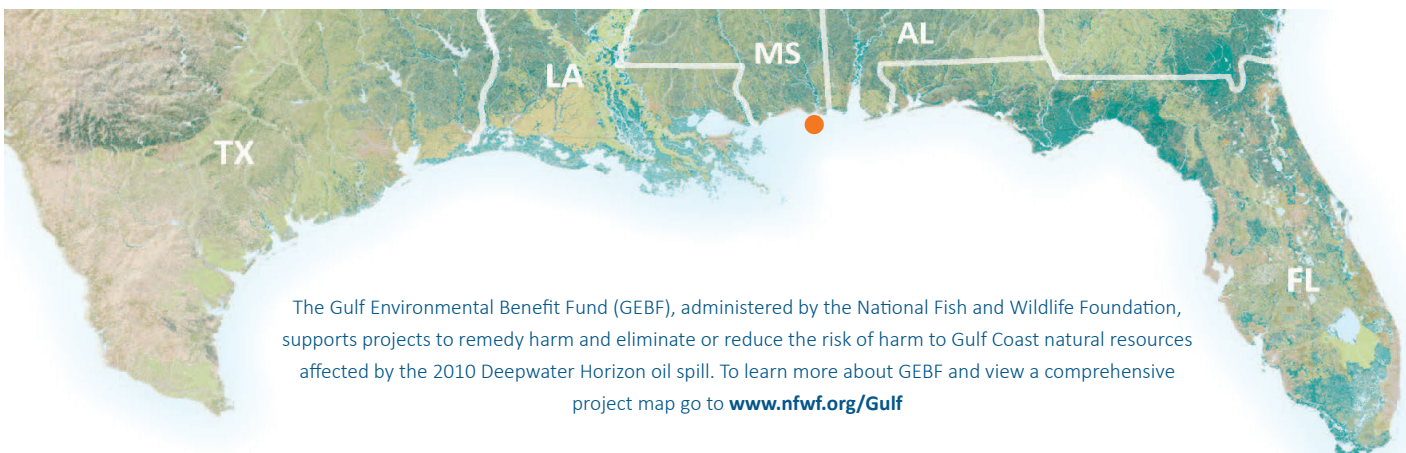 AL
MS
LA
TX
FL
The Gulf Environmental Benefit Fund (GEBF), administered by the National Fish and Wildlife Foundation,
supports projects to remedy harm and eliminate or reduce the risk of harm to Gulf Coast natural resources
affected by the 2010 Deepwater Horizon oil spill. To learn more about GEBF and view a comprehensive
project map go to www.nfwf.org/Gulf